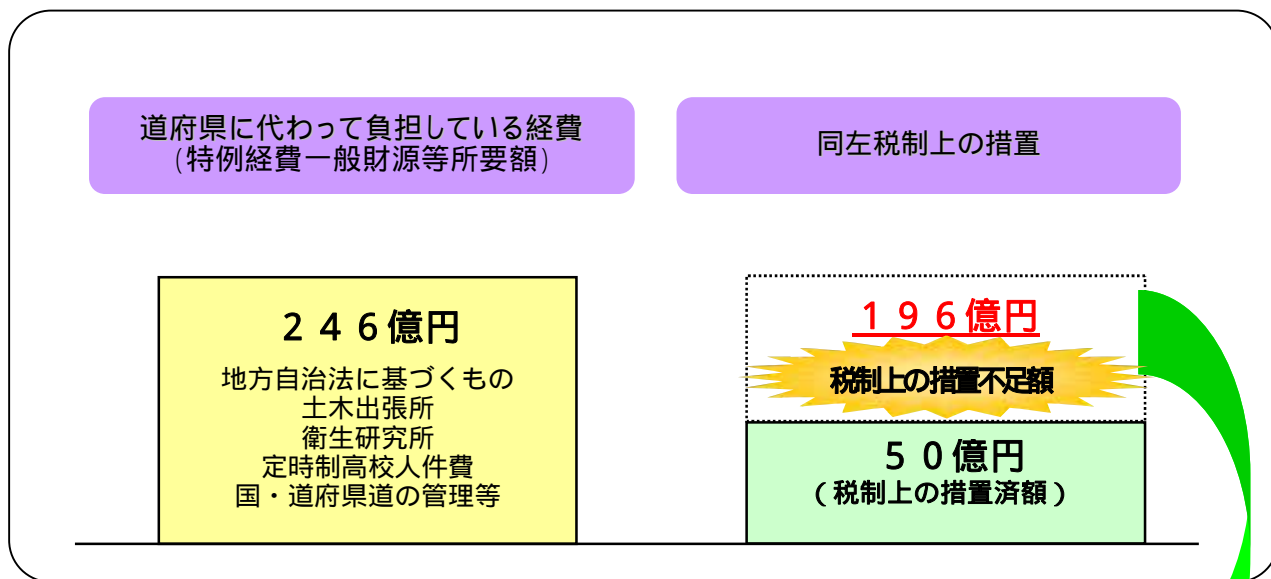 道府県に代わって負担している経費
(特例経費一般財源等所要額)
同左税制上の措置
２４６億円
地方自治法に基づくもの
土木出張所
衛生研究所
定時制高校人件費
国・道府県道の管理等
１９６億円
税制上の措置不足額
５０億円
(税制上の措置済額)